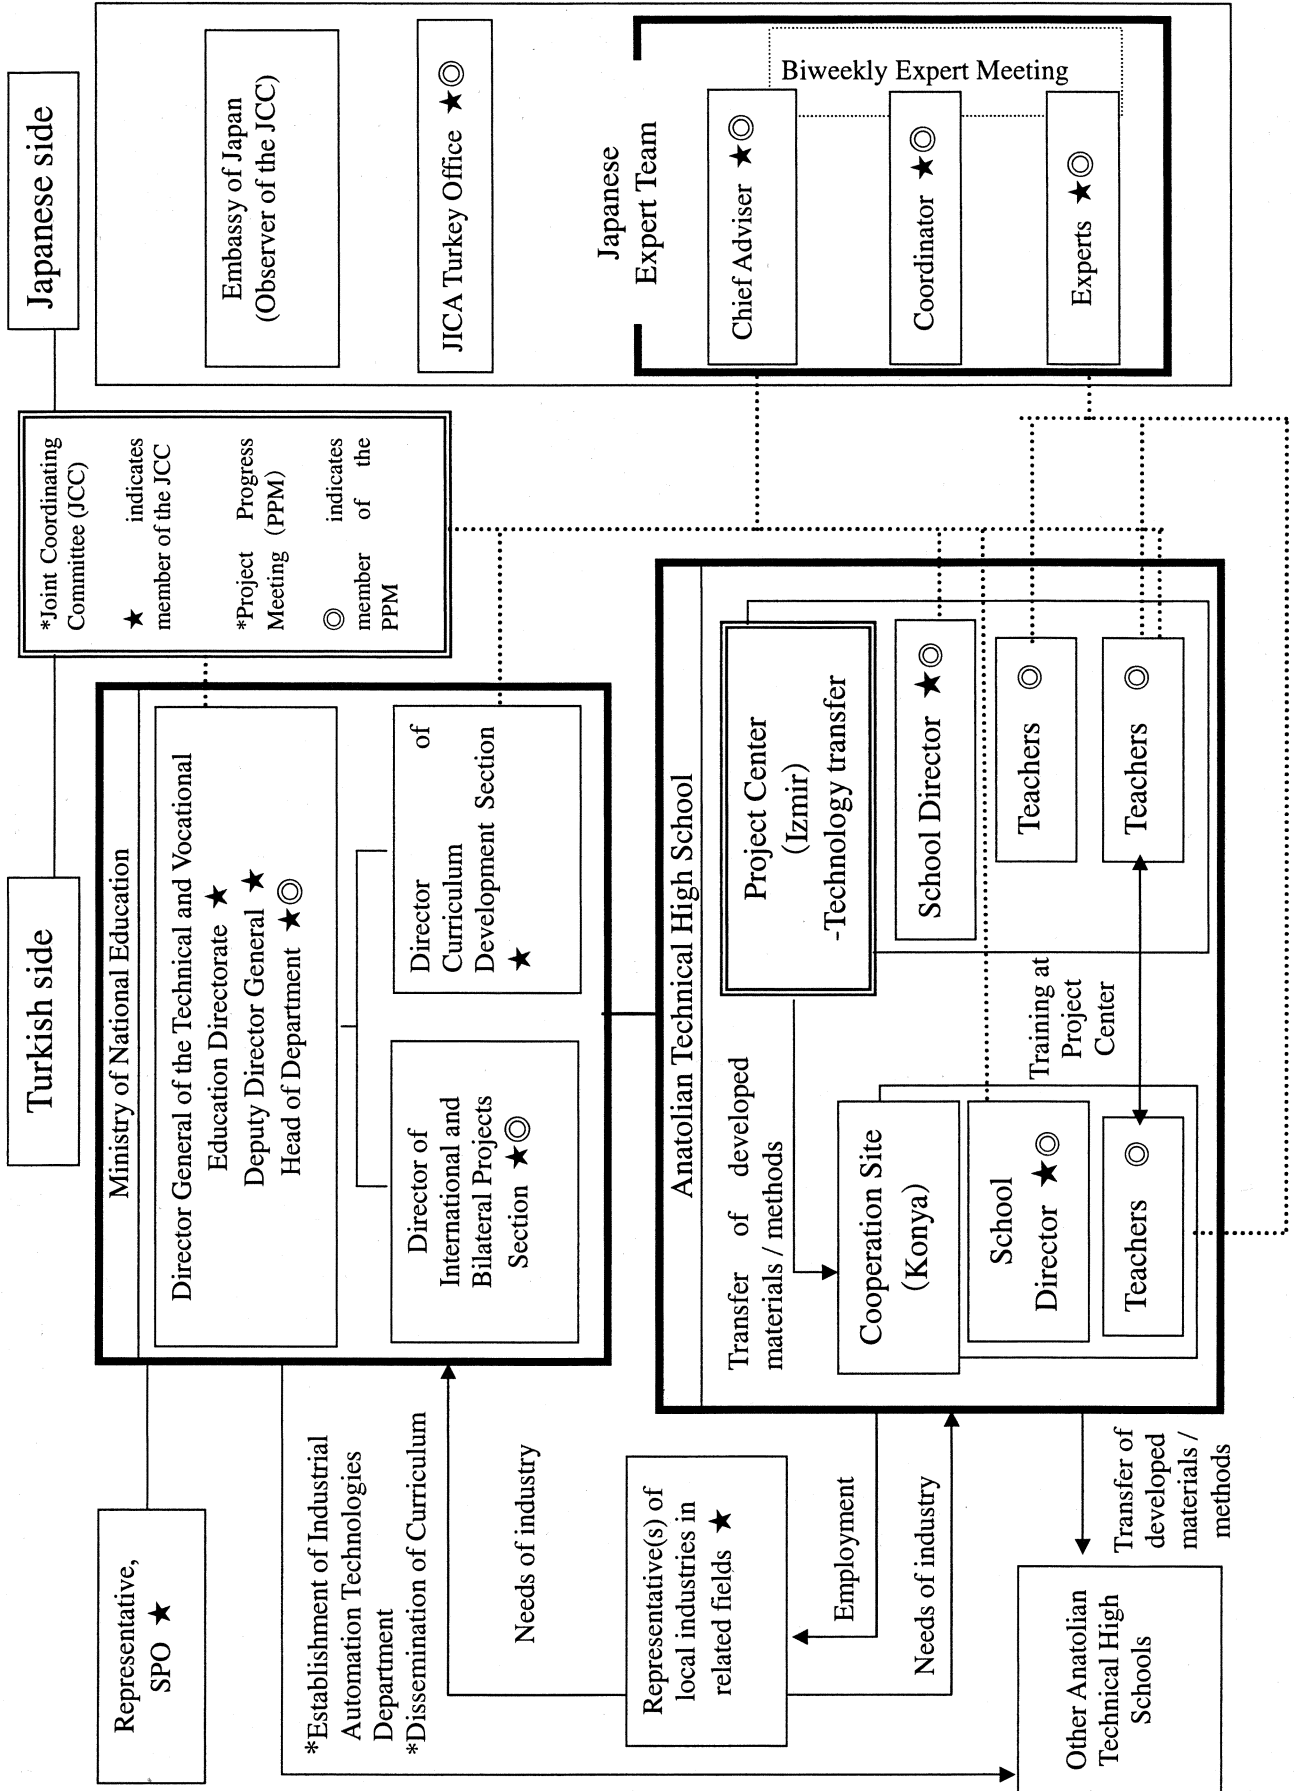 Turkish side
Japanese side
*Joint Coordinating
Committee (JCC)
★ indicates
member of the JCC
*Project Progress
Meeting (PPM)
◎ indicates
member of the
PPM
Representative,
SPO ★
Ministry of National Education
Director General of the Technical and Vocational
Education Directorate ★
Deputy Director General ★
Head of Department ★◎
Director of
International and
Bilateral Projects
Section ★◎
Director of
Curriculum
Development Section
★
Embassy of Japan
(Observer of the JCC)
JICA Turkey Office ★◎
Japanese
Expert Team
Biweekly Expert Meeting
Chief Adviser ★◎
Coordinator ★◎
Experts ★◎
*Establishment of Industrial
Automation Technologies
Department
*Dissemination of Curriculum
Needs of industry
Representative(s) of
local industries in
related fields ★
Employment
Needs of industry
Anatolian Technical High School
Transfer of developed
materials / methods
Project Center
(Izmir)
-Technology transfer
Cooperation Site
(Konya)
School Director ★◎
School
Director ★◎
Teachers ◎
Training at
Project
Center
Teachers ◎
Teachers ◎
Other Anatolian
Technical High
Schools
Transfer of
developed
materials /
methods